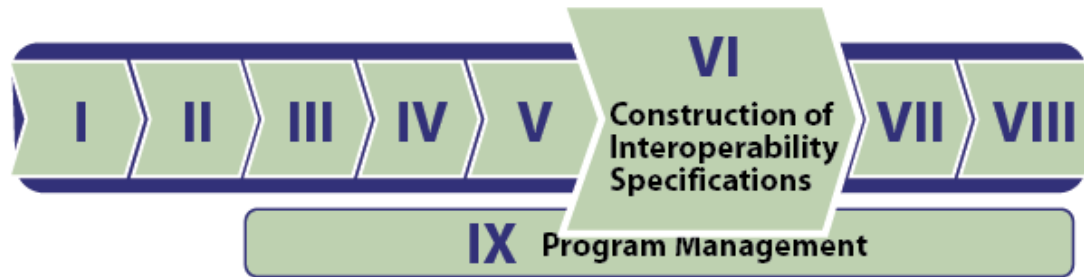 I II III IV V VI VII VIII
Construction of
Interoperability
Specifications
IX Program Management